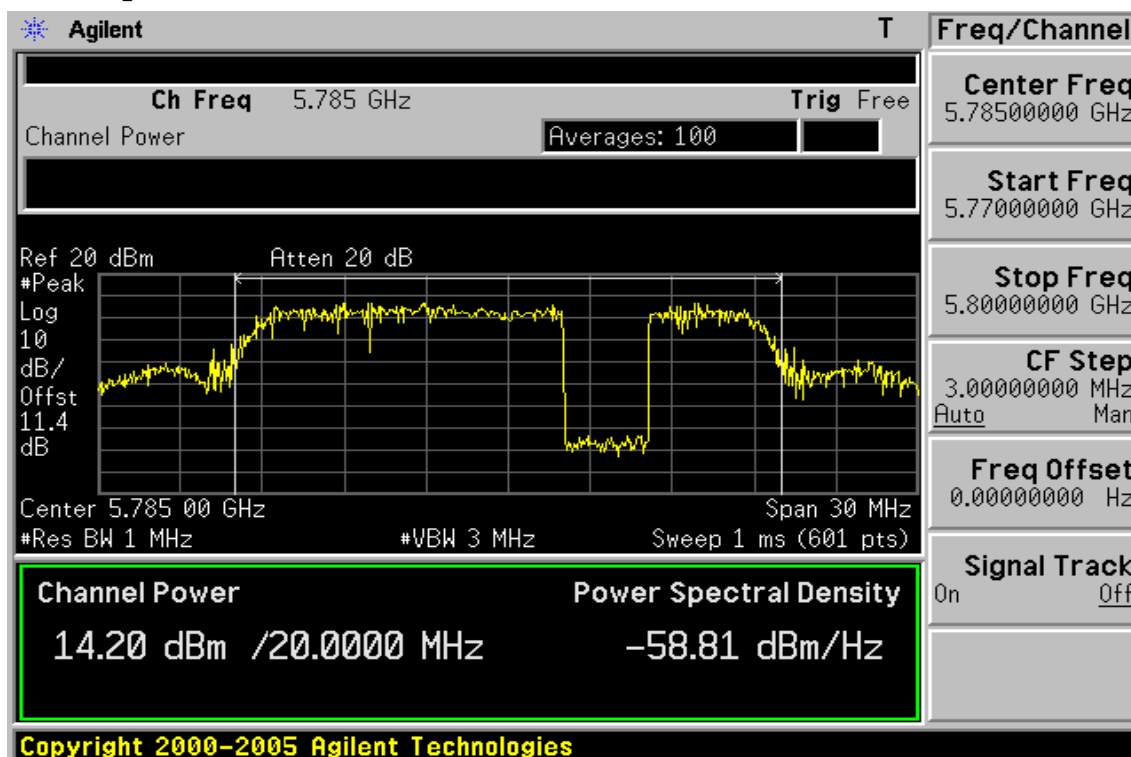 Agilent T Freq/Channel
Ch Freq 5.785 GHz Trig Free
Channel Power Averages: 100
Ref 20 dBm Atten 20 dB
#Peak
Log
10
dB/
Offst
11.4
dB
Center 5.785 00 GHz Span 30 MHz
#Res BW 1 MHz #VBW 3 MHz Sweep 1 ms (601 pts)
Channel Power Power Spectral Density
14.20 dBm /20.0000 MHz -58.81 dBm/Hz
Copyright 2000-2005 Agilent Technologies
Center Freq
5.78500000 GHz
Start Freq
5.77000000 GHz
Stop Freq
5.80000000 GHz
CF Step
3.00000000 MHz
Auto Man
Freq Offset
0.00000000 Hz
Signal Track
On Off